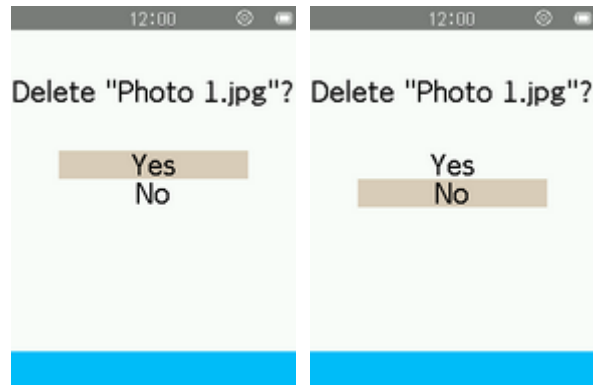 12:00
Delete "Photo 1.jpg"?
Yes
No
12:00
Delete "Photo 1.jpg"?
Yes
No